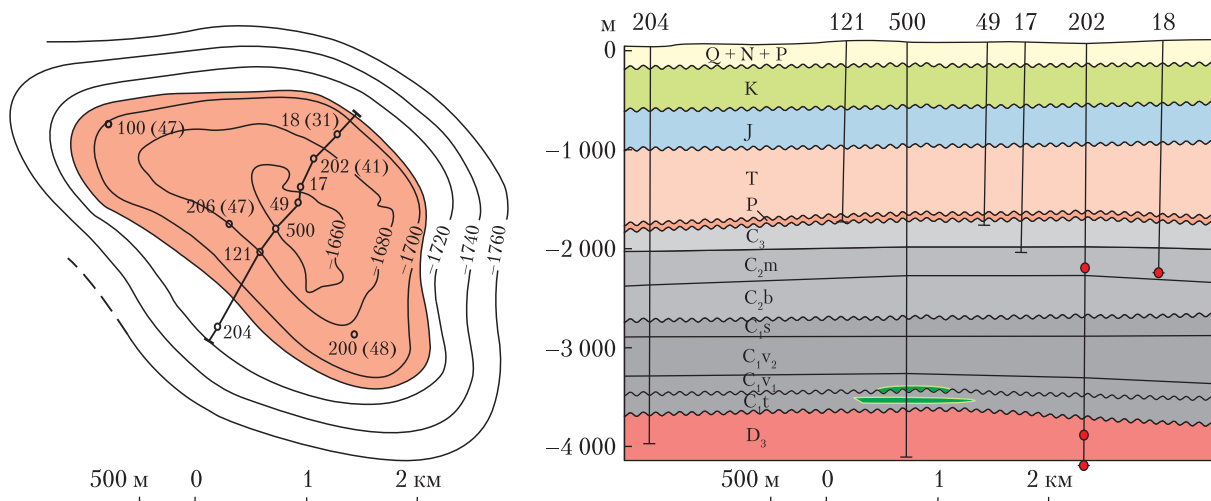 18 (31)
100 (47)
202 (41)
17
206 (47)
49
500
121
204
200 (48)
−1660
−1680
−1700
−1720
−1740
−1760
500 м 0 1 2 км
м 204 121 500 49 17 202 18
0
−1 000
−2 000
−3 000
−4 000
Q + N + P
K
J
T
P
C₃
C₂m
C₂b
C₁s
C₁v₂
C₁v₁
C₁t
D₃
500 м 0 1 2 км